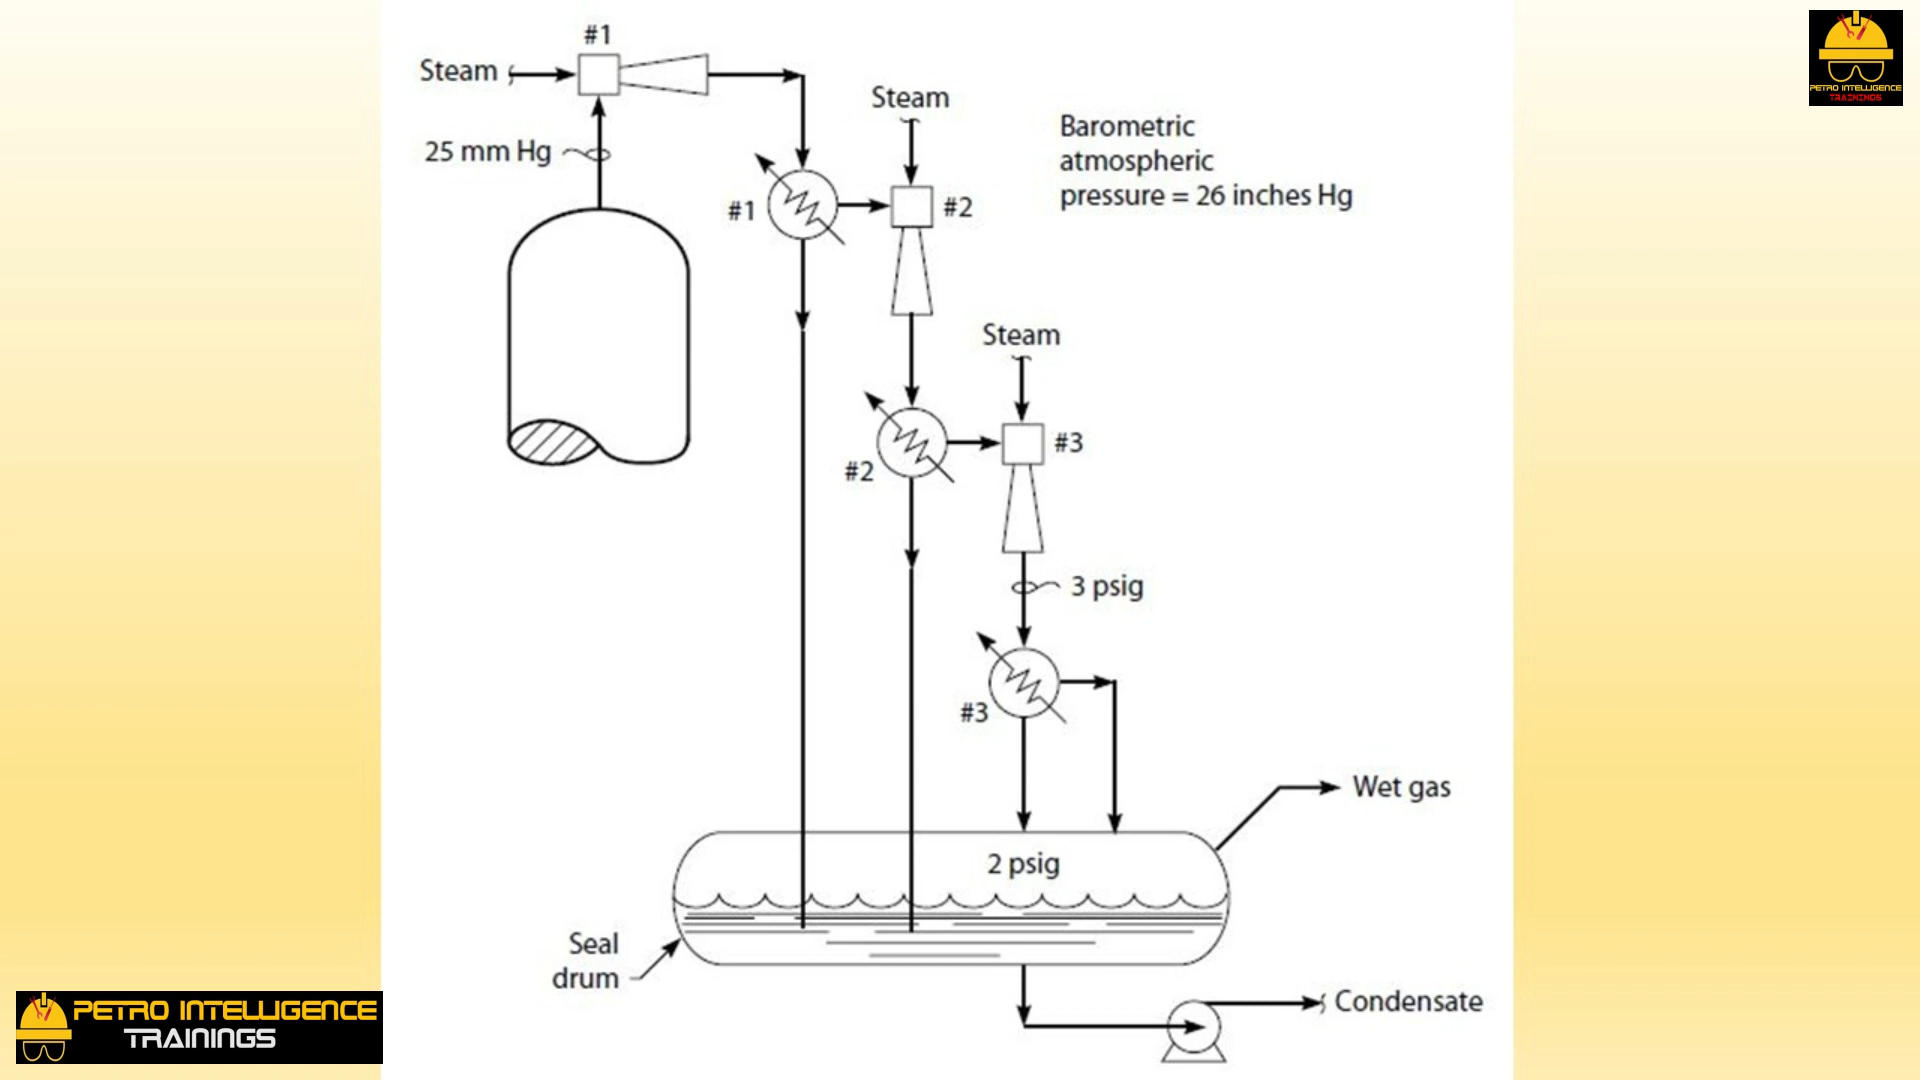 #1
Steam
25 mm Hg
Steam
Barometric
atmospheric
pressure = 26 inches Hg
#1
#2
Steam
#2
#3
3 psig
#3
Wet gas
2 psig
Seal
drum
Condensate
PETRO INTELLIGENCE
TRAININGS
PETRO INTELLIGENCE
TRAININGS